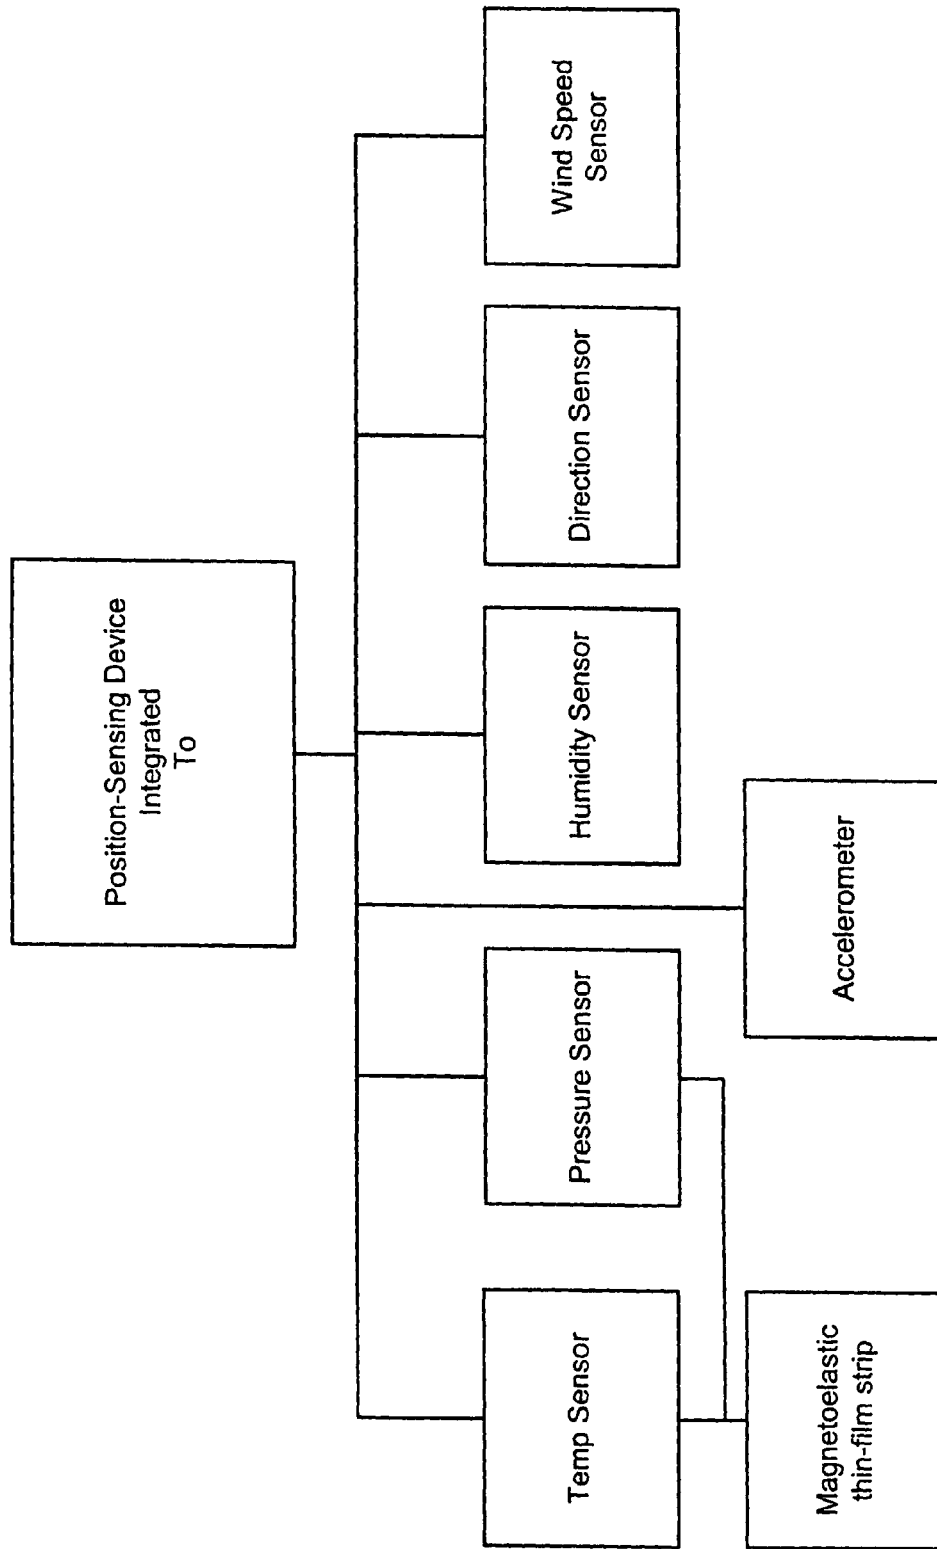 Position-Sensing Device
Integrated
To
Temp Sensor
Pressure Sensor
Humidity Sensor
Direction Sensor
Wind Speed
Sensor
Magnetoelastic
thin-film strip
Accelerometer